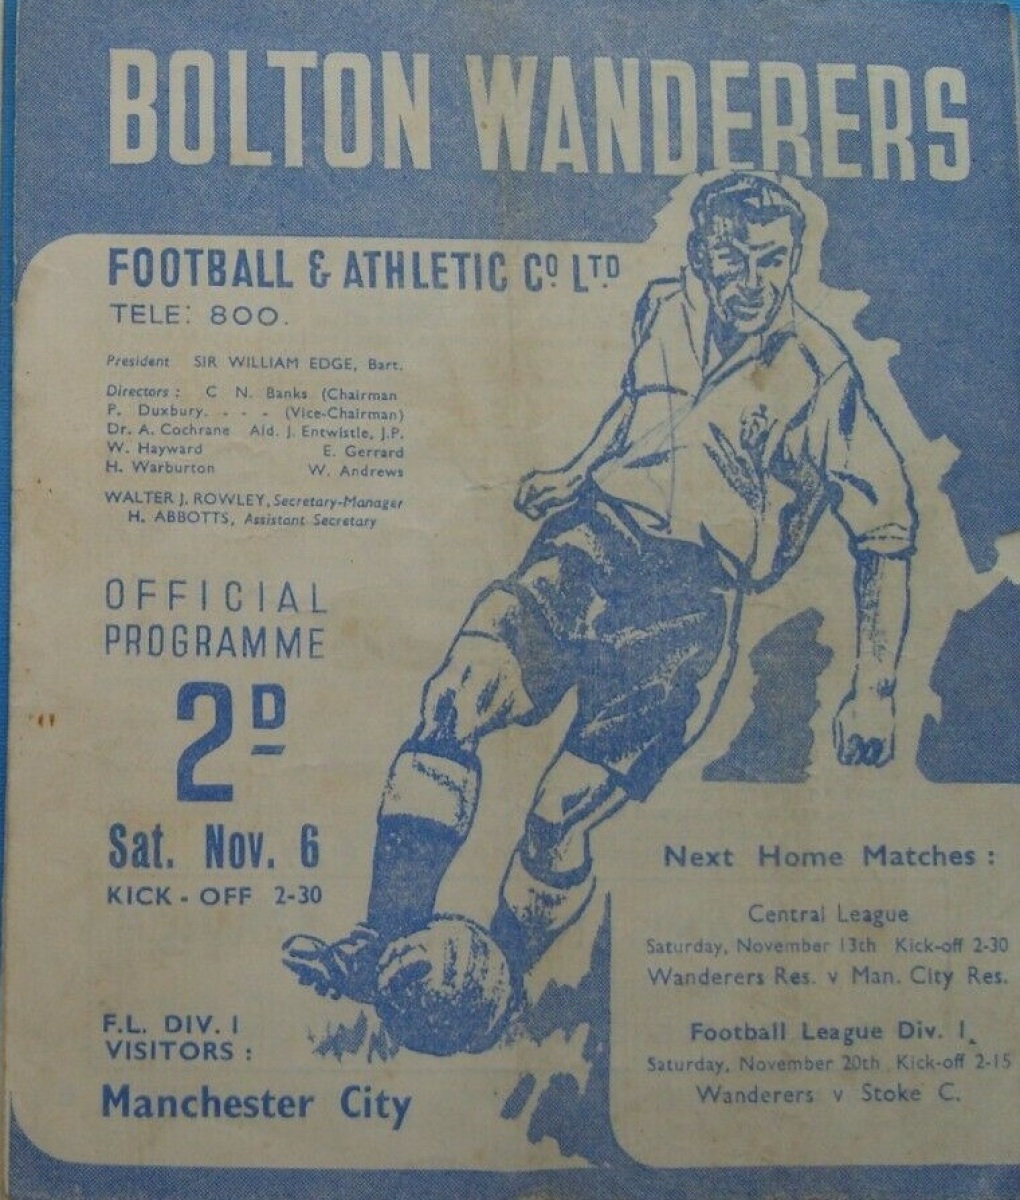 BOLTON WANDERERS
FOOTBALL & ATHLETIC Cº LTD
TELE: 800.
President SIR WILLIAM EDGE, Bart.
Directors : C N. Banks (Chairman
P. Duxbury. - - - (Vice-Chairman)
Dr. A. Cochrane Ald. J. Entwistle, J.P.
W. Hayward E. Gerrard
H. Warburton W. Andrews
WALTER J. ROWLEY, Secretary-Manager
H. ABBOTTS, Assistant Secretary
OFFICIAL
PROGRAMME
2D
Sat. Nov. 6
KICK - OFF 2-30
F.L. DIV. I
VISITORS :
Manchester City
Next Home Matches :
Central League
Saturday, November 13th Kick-off 2-30
Wanderers Res. v Man. City Res.
Football League Div. I.
Saturday, November 20th Kick-off 2-15
Wanderers v Stoke C.